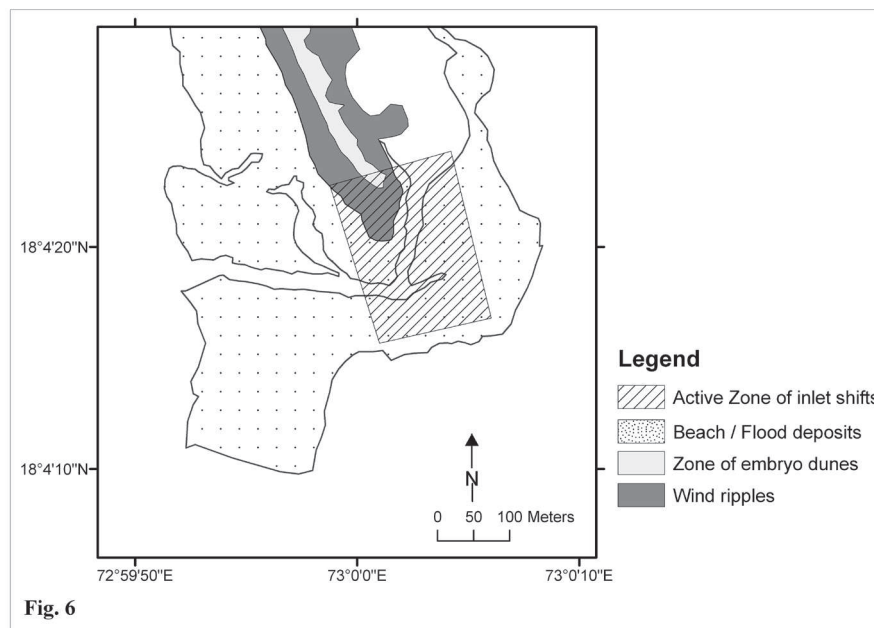 18°4'20"N
18°4'10"N
72°59'50"E
73°0'0"E
73°0'10"E
N
0 50 100 Meters
Legend
Active Zone of inlet shifts
Beach / Flood deposits
Zone of embryo dunes
Wind ripples
Fig. 6